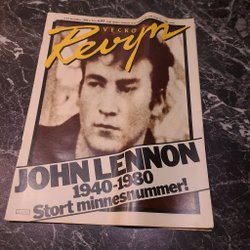 VECKO
Revyn
JOHN LENNON
1940-1980
Stort minnesnummer!